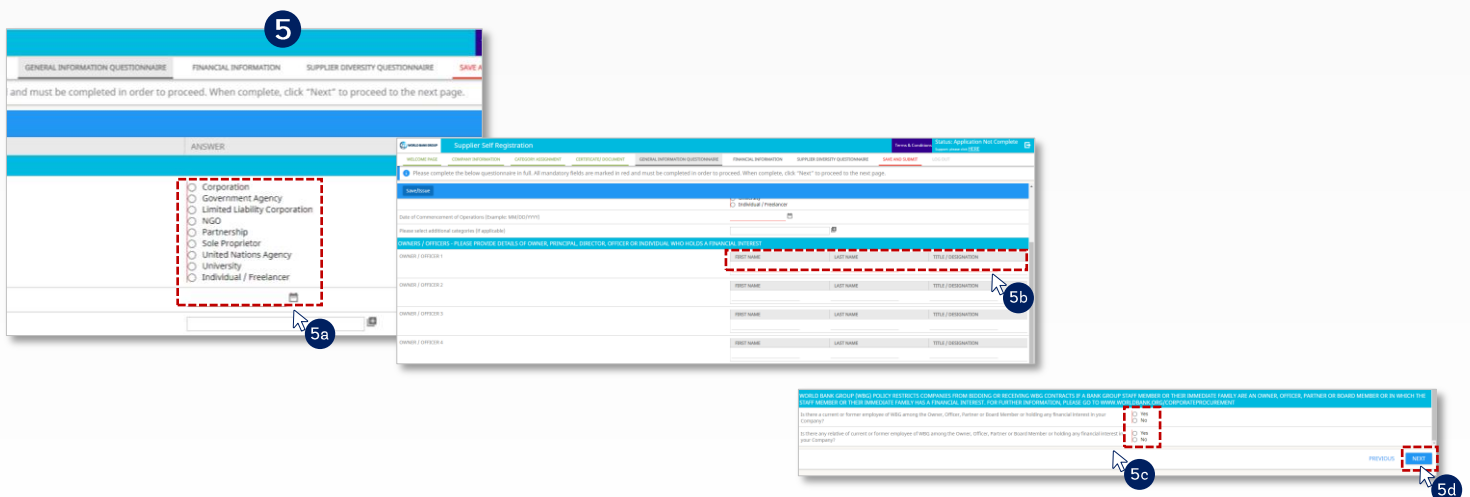 5
GENERAL INFORMATION QUESTIONNAIRE FINANCIAL INFORMATION SUPPLIER DIVERSITY QUESTIONNAIRE SAVE A
and must be completed in order to proceed. When complete, click "Next" to proceed to the next page.
ANSWER
Corporation
Government Agency
Limited Liability Corporation
NGO
Partnership
Sole Proprietor
United Nations Agency
University
Individual / Freelancer
5a
WORLD BANK GROUP Supplier Self Registration Terms & Conditions Status: Application Not Complete
WELCOME PAGE COMPANY INFORMATION CATEGORY ASSIGNMENT CERTIFICATE/ DOCUMENT GENERAL INFORMATION QUESTIONNAIRE FINANCIAL INFORMATION SUPPLIER DIVERSITY QUESTIONNAIRE SAVE AND SUBMIT LOG OUT
Please complete the below questionnaire in full. All mandatory fields are marked in red and must be completed in order to proceed. When complete, click "Next" to proceed to the next page.
Save/Issue
University
Individual / Freelancer
Date of Commencement of Operations (Example: MM/DD/YYYY)
Please select additional categories (if applicable)
OWNERS / OFFICERS - PLEASE PROVIDE DETAILS OF OWNER, PRINCIPAL, DIRECTOR, OFFICER OR INDIVIDUAL WHO HOLDS A FINANCIAL INTEREST
OWNER / OFFICER 1 FIRST NAME LAST NAME TITLE / DESIGNATION
5b
OWNER / OFFICER 2 FIRST NAME LAST NAME TITLE / DESIGNATION
OWNER / OFFICER 3 FIRST NAME LAST NAME TITLE / DESIGNATION
OWNER / OFFICER 4 FIRST NAME LAST NAME TITLE / DESIGNATION
WORLD BANK GROUP (WBG) POLICY RESTRICTS COMPANIES FROM BIDDING OR RECEIVING WBG CONTRACTS IF A BANK GROUP STAFF MEMBER OR THEIR IMMEDIATE FAMILY ARE AN OWNER, OFFICER, PARTNER OR BOARD MEMBER OR IN WHICH THE
STAFF MEMBER OR THEIR IMMEDIATE FAMILY HAS A FINANCIAL INTEREST. FOR FURTHER INFORMATION, PLEASE GO TO WWW.WORLDBANK.ORG/CORPORATEPROCUREMENT
Is there a current or former employee of WBG among the Owner, Officer, Partner or Board Member or holding any financial interest in your Yes
Company? No
Is there any relative of current or former employee of WBG among the Owner, Officer, Partner or Board Member or holding any financial interest in Yes
your Company? No
PREVIOUS NEXT
5c
5d